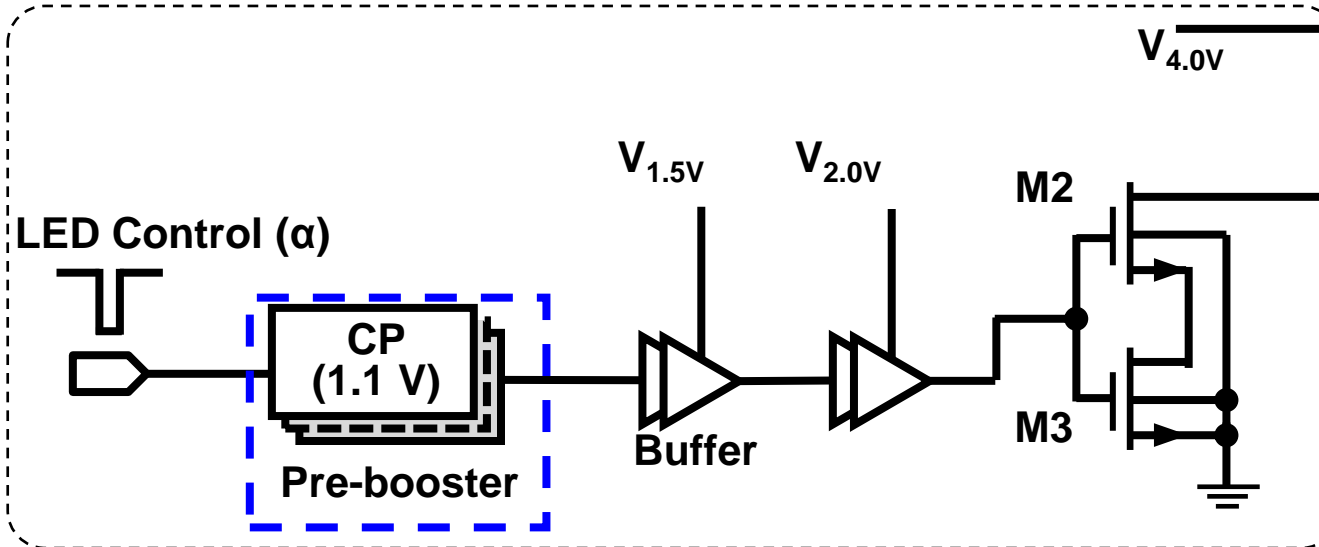 V4.0V
V1.5V
V2.0V
M2
LED Control (α)
CP
(1.1 V)
M3
Buffer
Pre-booster